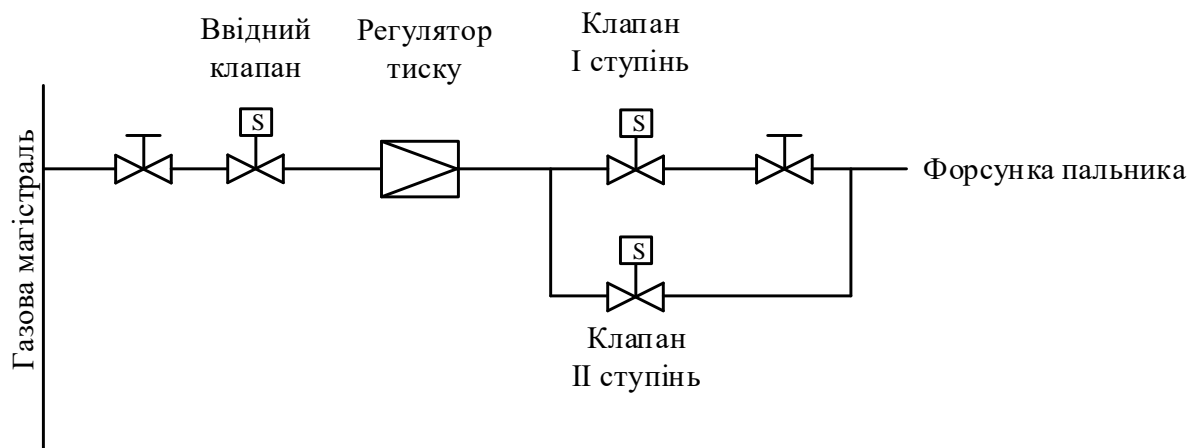 Ввідний
клапан
Регулятор
тиску
Клапан
I ступінь
S
S
Форсунка пальника
Газова магістраль
S
Клапан
II ступінь